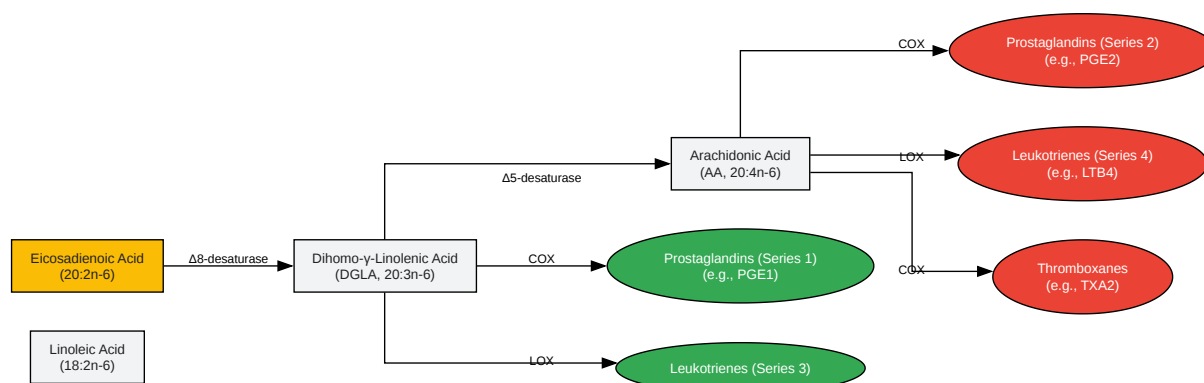 COX
Prostaglandins (Series 2)
(e.g., PGE2)
Arachidonic Acid
(AA, 20:4n-6)
LOX
Leukotrienes (Series 4)
(e.g., LTB4)
Δ5-desaturase
Eicosadienoic Acid
(20:2n-6)
Δ8-desaturase
Dihomo-γ-Linolenic Acid
(DGLA, 20:3n-6)
COX
Prostaglandins (Series 1)
(e.g., PGE1)
COX
Thromboxanes
(e.g., TXA2)
Linoleic Acid
(18:2n-6)
LOX
Leukotrienes (Series 3)